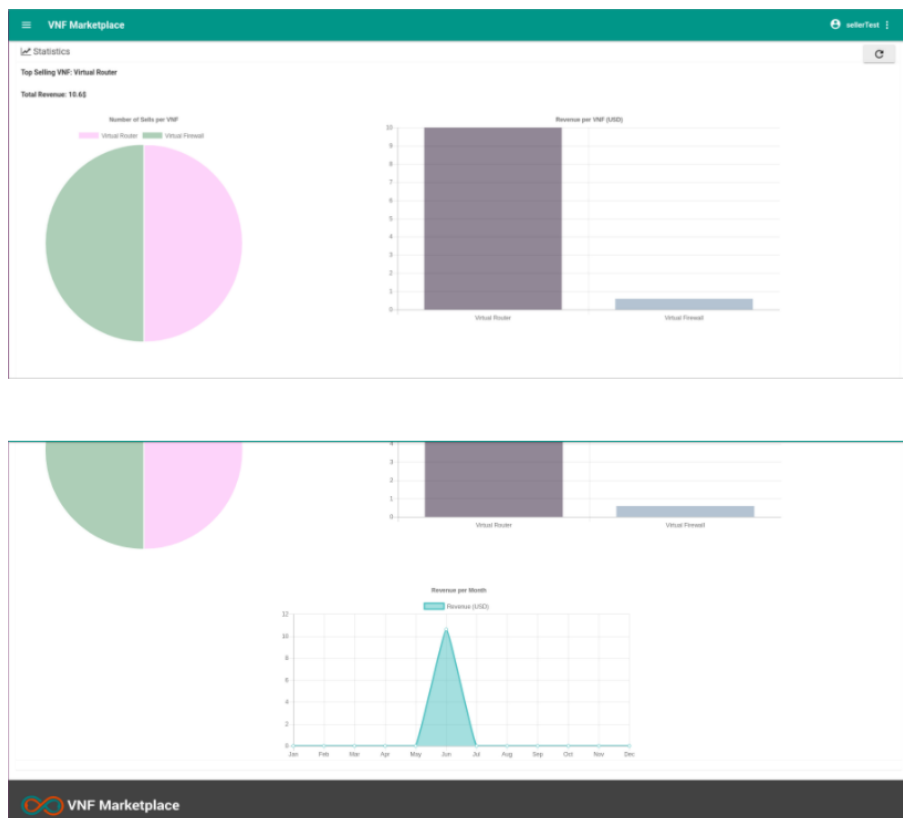 VNF Marketplace
sellerTest
Statistics
Top Selling VNF: Virtual Router
Total Revenue: 10.6$
Number of Sells per VNF
Virtual Router Virtual Firewall
Revenue per VNF (USD)
10
9
8
7
6
5
4
3
2
1
0
Virtual Router Virtual Firewall
4
3
2
1
0
Virtual Router Virtual Firewall
Revenue per Month
Revenue (USD)
12
10
8
6
4
2
0
Jan Feb Mar Apr May Jun Jul Aug Sep Oct Nov Dec
VNF Marketplace